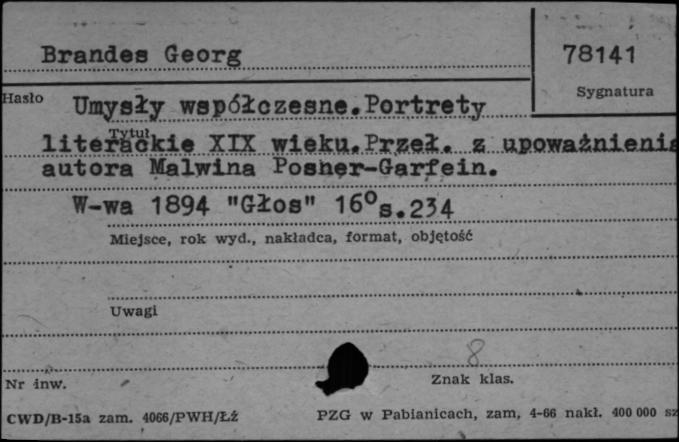 Brandes Georg
78141
Sygnatura
Hasło
Umysły współczesne.Portrety
Tytuł
literackie XIX wieku.Przeł. z upoważnienia
autora Malwina Posner-Garfein.
W-wa 1894 "Głos" 16°s.234
Miejsce, rok wyd., nakładca, format, objętość
Uwagi
8
Nr inw.
Znak klas.
CWD/B-15a zam. 4066/PWH/ŁŻ
PZG w Pabianicach, zam, 4-66 nakł. 400 000 sz